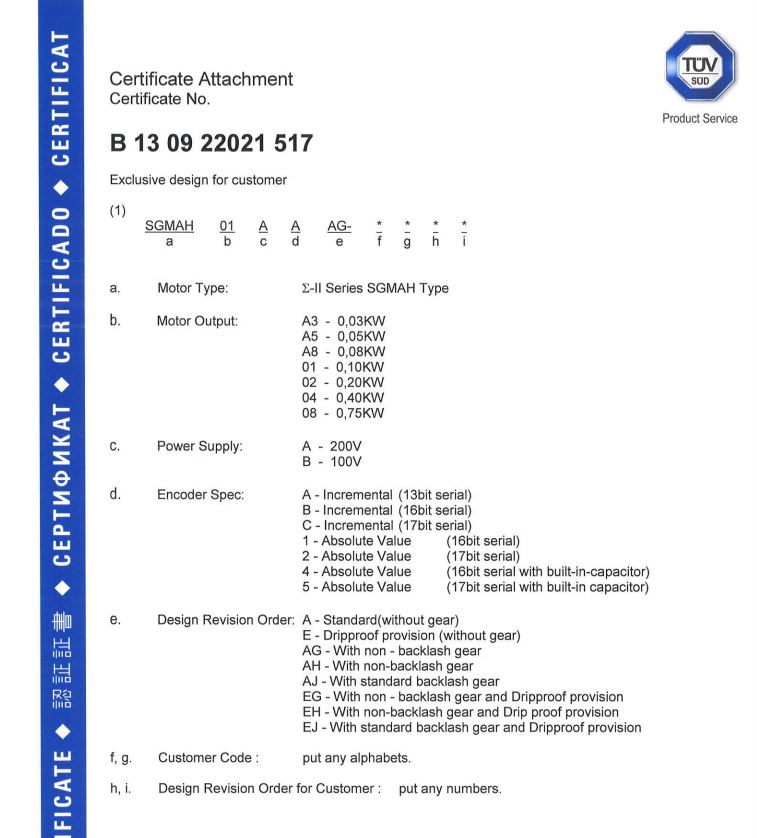 CERTIFICATE ◆ 認証証書 ◆ СЕРТИФИКАТ ◆ CERTIFICADO ◆ CERTIFICAT
TÜV
SÜD
Product Service
Certificate Attachment
Certificate No.
B 13 09 22021 517
Exclusive design for customer
(1)
SGMAH 01 A A AG- * * * *
a b c d e f g h i
a. Motor Type: Σ-II Series SGMAH Type
b. Motor Output: A3 - 0,03KW
A5 - 0,05KW
A8 - 0,08KW
01 - 0,10KW
02 - 0,20KW
04 - 0,40KW
08 - 0,75KW
c. Power Supply: A - 200V
B - 100V
d. Encoder Spec: A - Incremental (13bit serial)
B - Incremental (16bit serial)
C - Incremental (17bit serial)
1 - Absolute Value (16bit serial)
2 - Absolute Value (17bit serial)
4 - Absolute Value (16bit serial with built-in-capacitor)
5 - Absolute Value (17bit serial with built-in capacitor)
e. Design Revision Order: A - Standard(without gear)
E - Dripproof provision (without gear)
AG - With non - backlash gear
AH - With non-backlash gear
AJ - With standard backlash gear
EG - With non - backlash gear and Dripproof provision
EH - With non-backlash gear and Drip proof provision
EJ - With standard backlash gear and Dripproof provision
f, g. Customer Code : put any alphabets.
h, i. Design Revision Order for Customer : put any numbers.